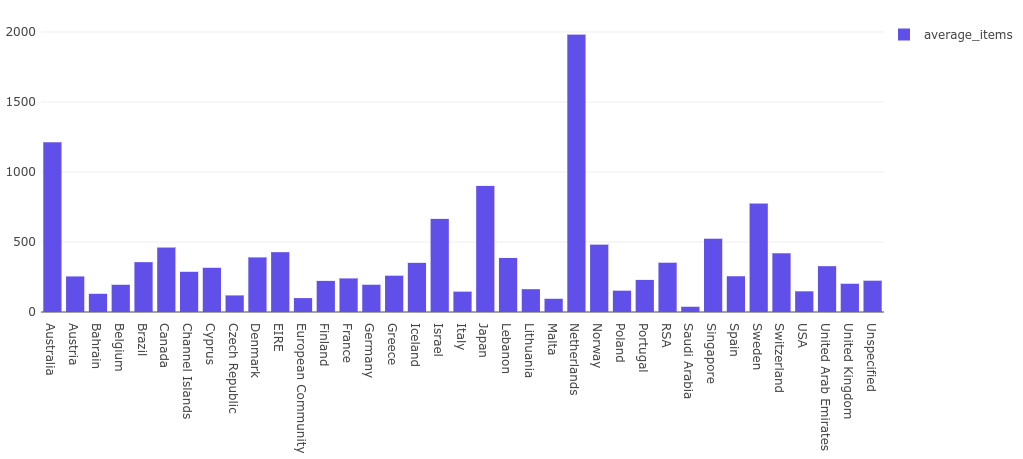 2000
1500
1000
500
0
average_items
Australia
Austria
Bahrain
Belgium
Brazil
Canada
Channel Islands
Cyprus
Czech Republic
Denmark
EIRE
European Community
Finland
France
Germany
Greece
Iceland
Israel
Italy
Japan
Lebanon
Lithuania
Malta
Netherlands
Norway
Poland
Portugal
RSA
Saudi Arabia
Singapore
Spain
Sweden
Switzerland
USA
United Arab Emirates
United Kingdom
Unspecified